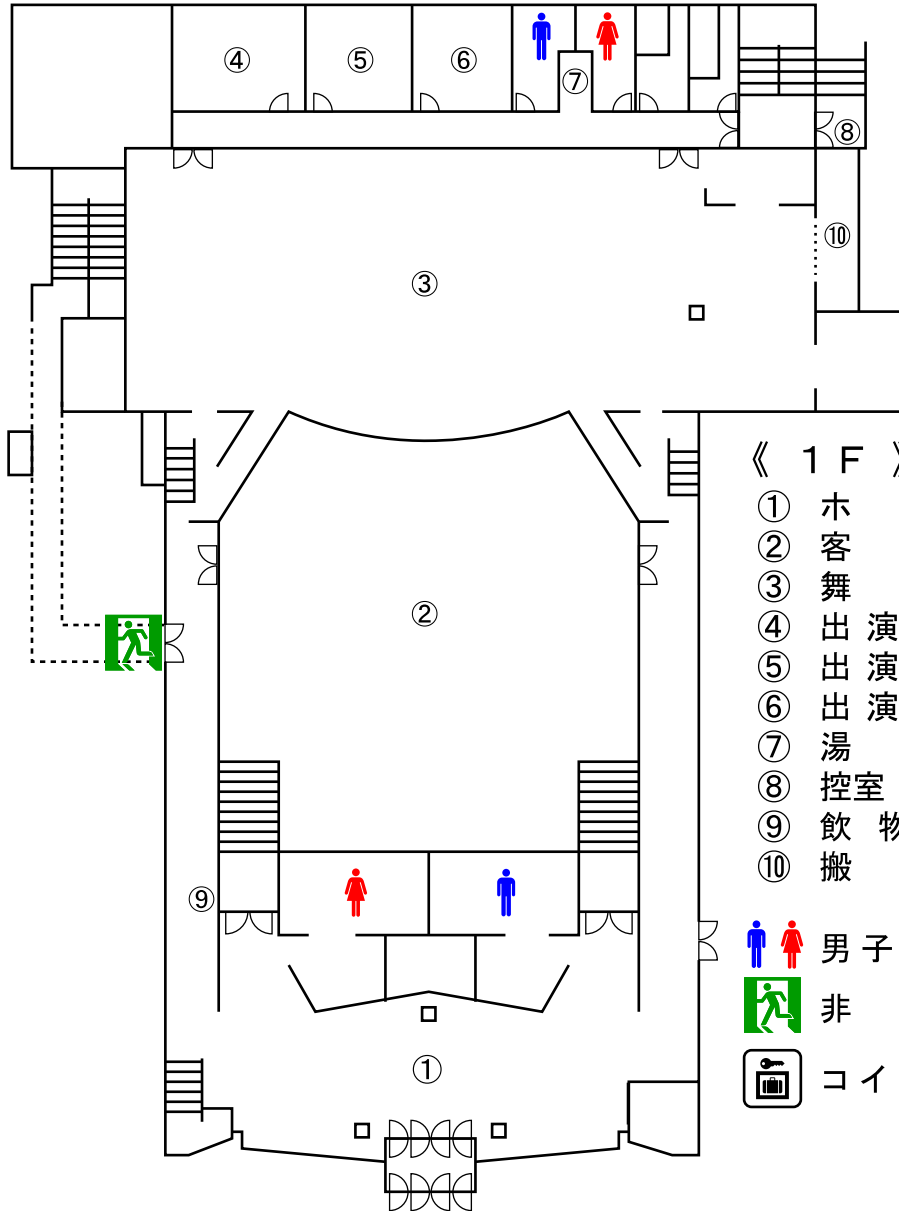 ④ ⑤ ⑥
⑦
⑧
⑩
③
②
⑨
①
《 1F 》
① ホ
② 客
③ 舞
④ 出演
⑤ 出演
⑥ 出演
⑦ 湯
⑧ 控室
⑨ 飲 物
⑩ 搬
男子
非
コイ